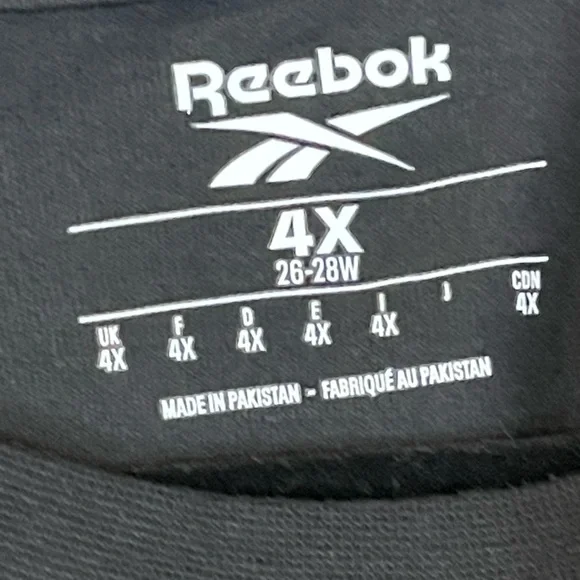 Reebok
4X
26-28W
UK F D E I J CDN
4X 4X 4X 4X 4X 4X
MADE IN PAKISTAN - FABRIQUÉ AU PAKISTAN